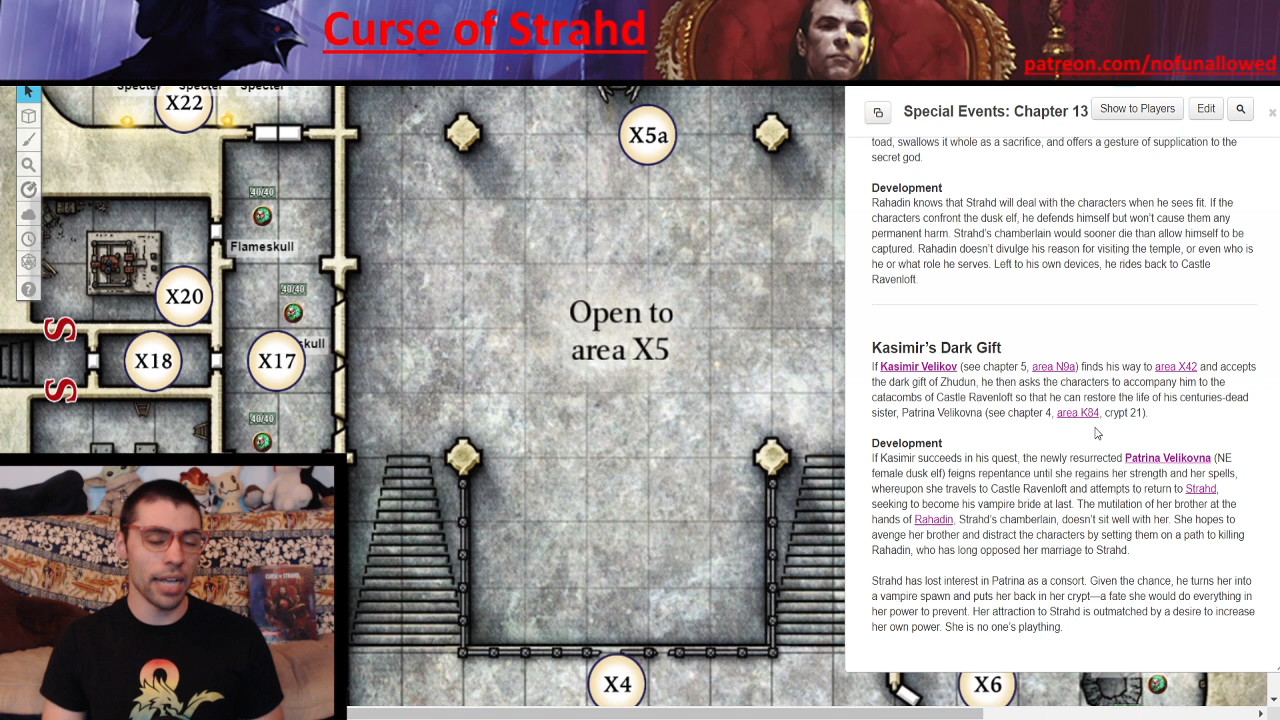 Curse of Strahd
patreon.com/nofunallowed
Specter Specter Specter
X22
40/40
Flameskull
X20
40/40
kull
S
X18
X17
S
40/40
X5a
Open to
area X5
X4
X6
Special Events: Chapter 13
Show to Players
Edit
toad, swallows it whole as a sacrifice, and offers a gesture of supplication to the
secret god.
Development
Rahadin knows that Strahd will deal with the characters when he sees fit. If the
characters confront the dusk elf, he defends himself but won't cause them any
permanent harm. Strahd's chamberlain would sooner die than allow himself to be
captured. Rahadin doesn't divulge his reason for visiting the temple, or even who is
he or what role he serves. Left to his own devices, he rides back to Castle
Ravenloft.
Kasimir's Dark Gift
If Kasimir Velikov (see chapter 5, area N9a) finds his way to area X42 and accepts
the dark gift of Zhudun, he then asks the characters to accompany him to the
catacombs of Castle Ravenloft so that he can restore the life of his centuries-dead
sister, Patrina Velikovna (see chapter 4, area K84, crypt 21).
Development
If Kasimir succeeds in his quest, the newly resurrected Patrina Velikovna (NE
female dusk elf) feigns repentance until she regains her strength and her spells,
whereupon she travels to Castle Ravenloft and attempts to return to Strahd,
seeking to become his vampire bride at last. The mutilation of her brother at the
hands of Rahadin, Strahd's chamberlain, doesn't sit well with her. She hopes to
avenge her brother and distract the characters by setting them on a path to killing
Rahadin, who has long opposed her marriage to Strahd.
Strahd has lost interest in Patrina as a consort. Given the chance, he turns her into
a vampire spawn and puts her back in her crypt—a fate she would do everything in
her power to prevent. Her attraction to Strahd is outmatched by a desire to increase
her own power. She is no one's plaything.
CURSE OF STRAHD